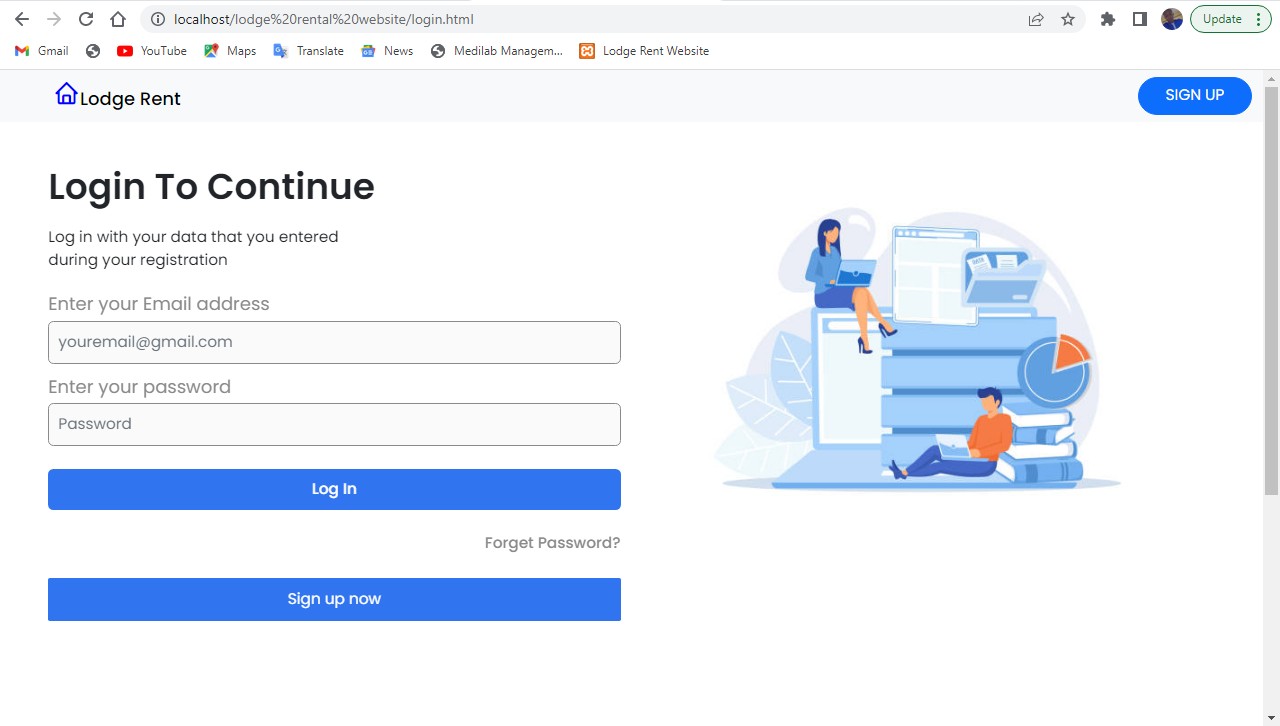 localhost/lodge%20rental%20website/login.html
Update
Gmail
YouTube
Maps
Translate
News
Medilab Managem...
Lodge Rent Website
Lodge Rent
SIGN UP
Login To Continue
Log in with your data that you entered
during your registration
Enter your Email address
youremail@gmail.com
Enter your password
Password
Log In
Forget Password?
Sign up now